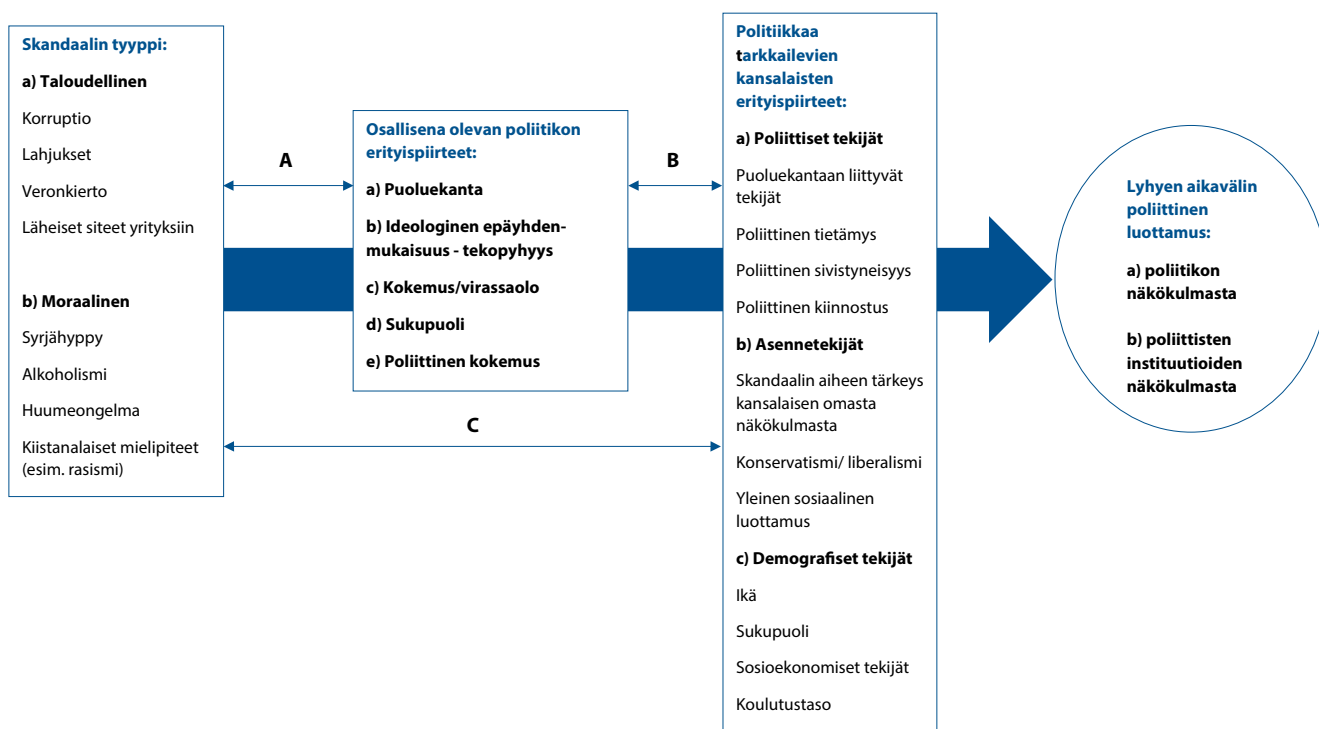 Skandaalin tyyppi:
a) Taloudellinen
Korruptio
Lahjukset
Veronkierto
Läheiset siteet yrityksiin
b) Moraalinen
Syrjähyppy
Alkoholismi
Huumeongelma
Kiistanalaiset mielipiteet
(esim. rasismi)
A
Osallisena olevan poliitikon
erityispiirteet:
a) Puoluekanta
b) Ideologinen epäyhden-
mukaisuus - tekopyhyys
c) Kokemus/virassaolo
d) Sukupuoli
e) Poliittinen kokemus
B
C
Politiikkaa
tarkkailevien
kansalaisten
erityispiirteet:
a) Poliittiset tekijät
Puoluekantaan liittyvät
tekijät
Poliittinen tietämys
Poliittinen sivistyneisyys
Poliittinen kiinnostus
b) Asennetekijät
Skandaalin aiheen tärkeys
kansalaisen omasta
näkökulmasta
Konservatismi/ liberalismi
Yleinen sosiaalinen
luottamus
c) Demografiset tekijät
Ikä
Sukupuoli
Sosioekonomiset tekijät
Koulutustaso
Lyhyen aikavälin
poliittinen
luottamus:
a) poliitikon
näkökulmasta
b) poliittisten
instituutioiden
näkökulmasta